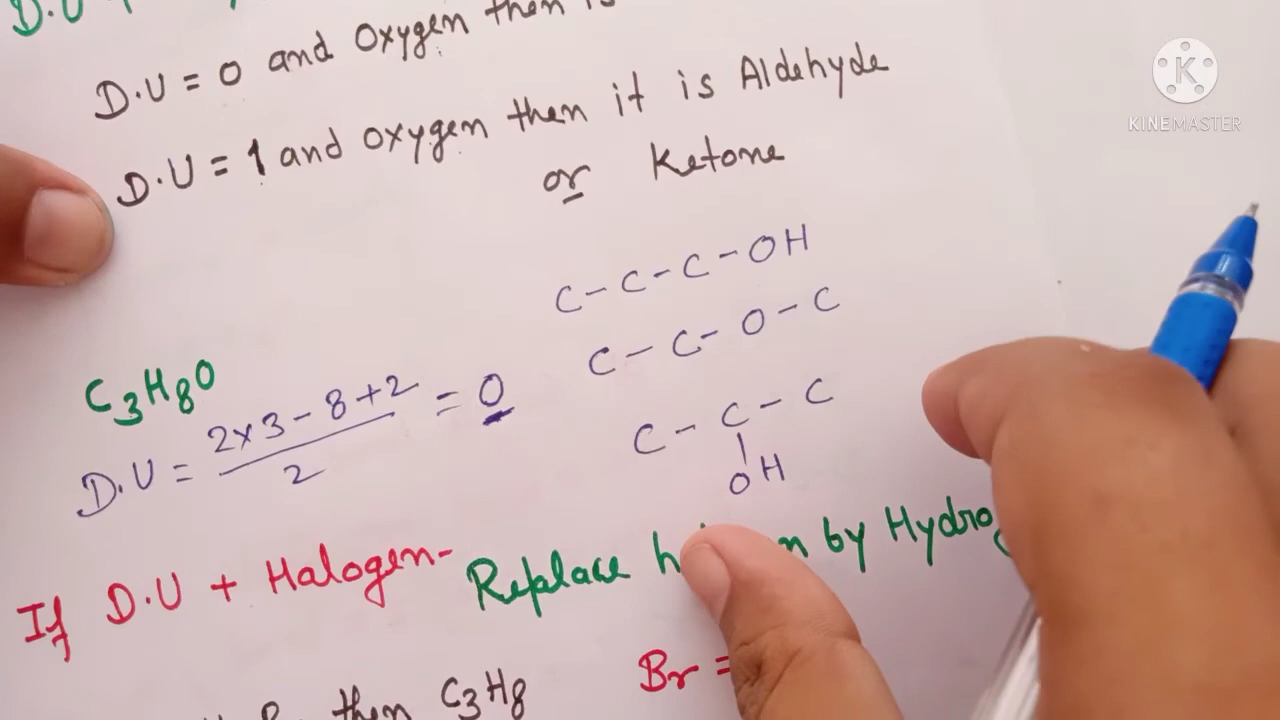 D.U
D.U = 0 and Oxygen then is
D.U = 1 and oxygen then it is Aldehyde
or Ketone
C-C-C-OH
C-C-O-C
C-C-C
|
OH
C3H8O
D.U = 2x3-8+2 = 0
2
If D.U + Halogen- Replace by Hydro
then C3H8
Br =
KINEMASTER